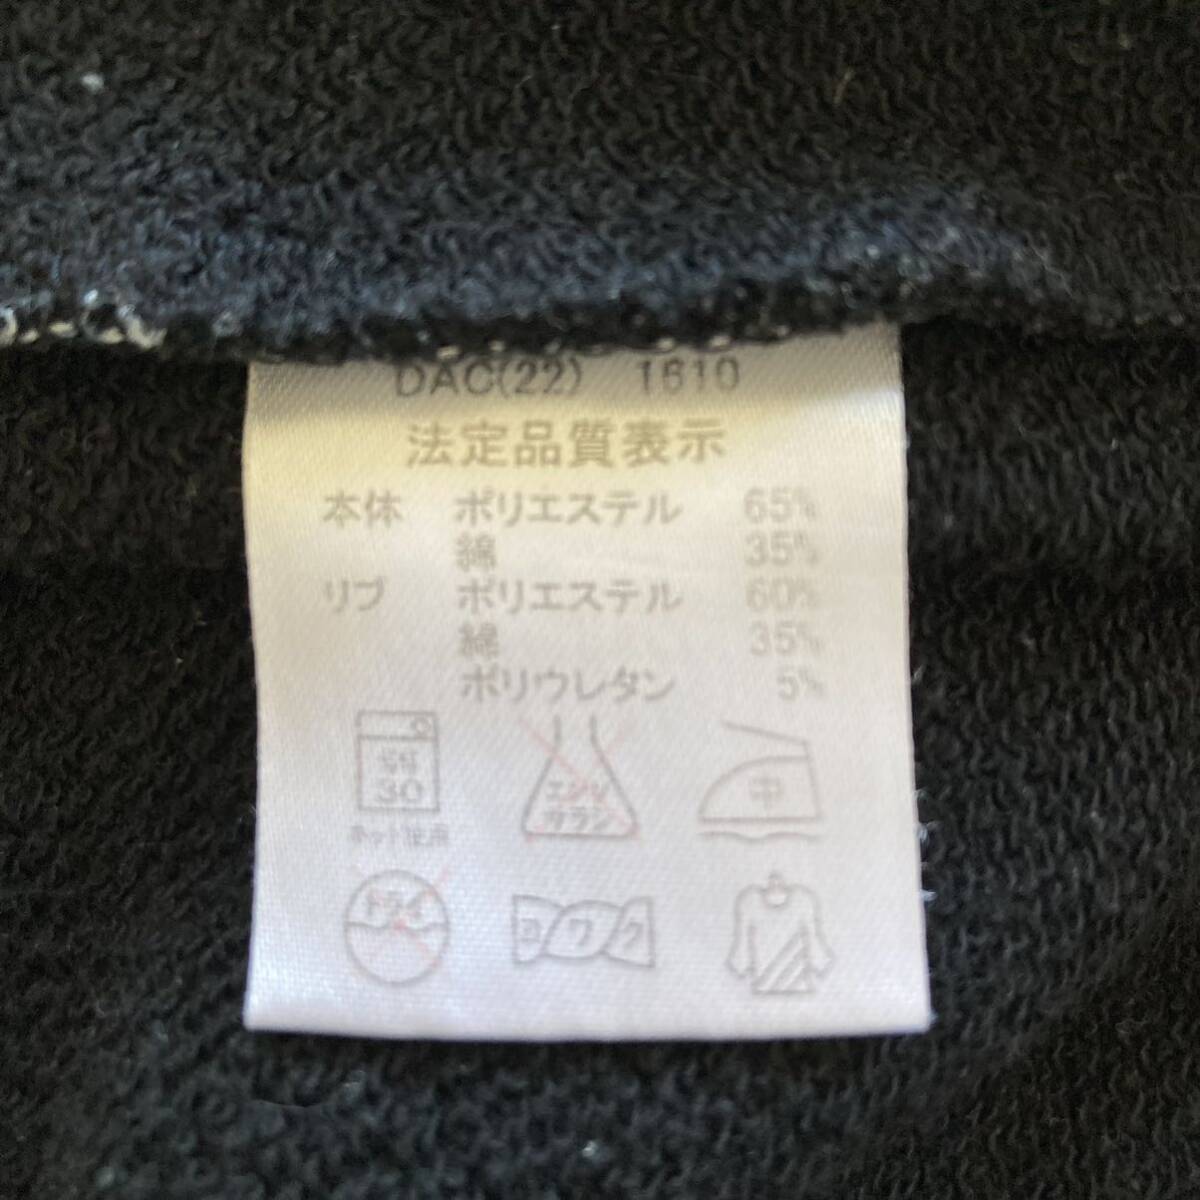 DAC(22) 1610
法定品質表示
本体 ポリエステル 65%
綿 35%
リブ ポリエステル 60%
綿 35%
ポリウレタン 5%
弱 30
ネット使用
エンソ サラシ
中
ドライ
ヨワク